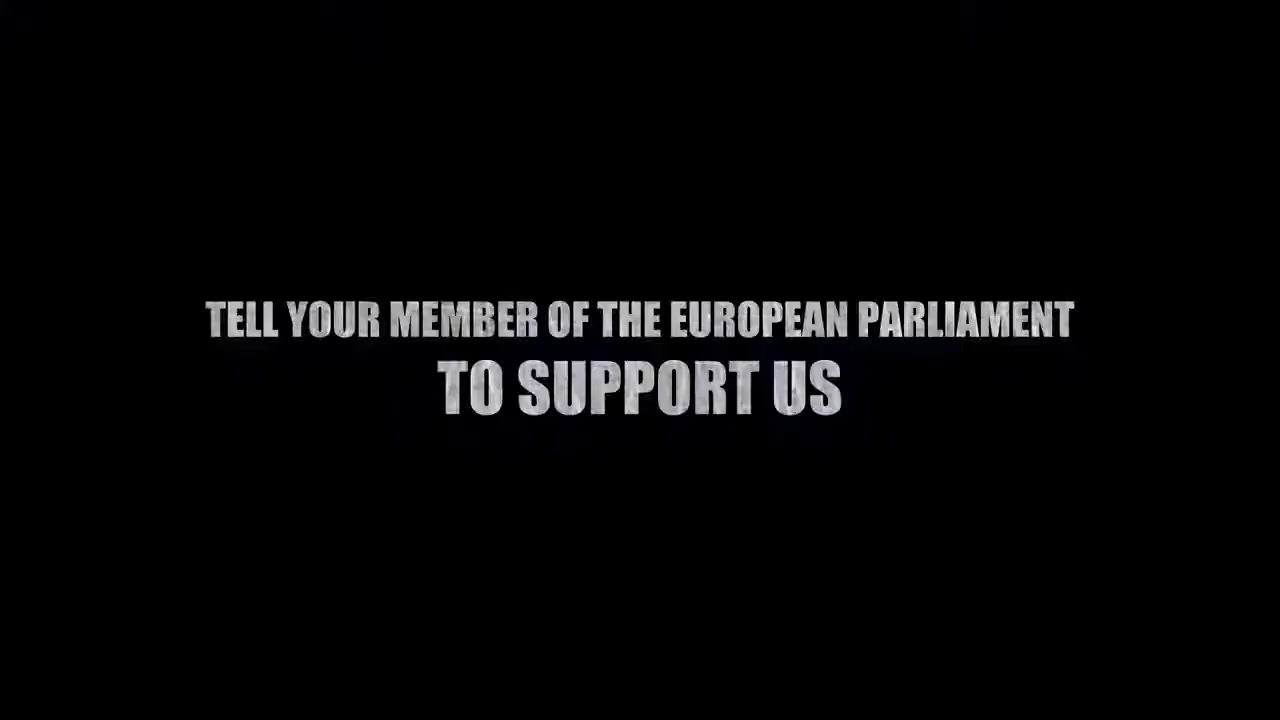 TELL YOUR MEMBER OF THE EUROPEAN PARLIAMENT
TO SUPPORT US